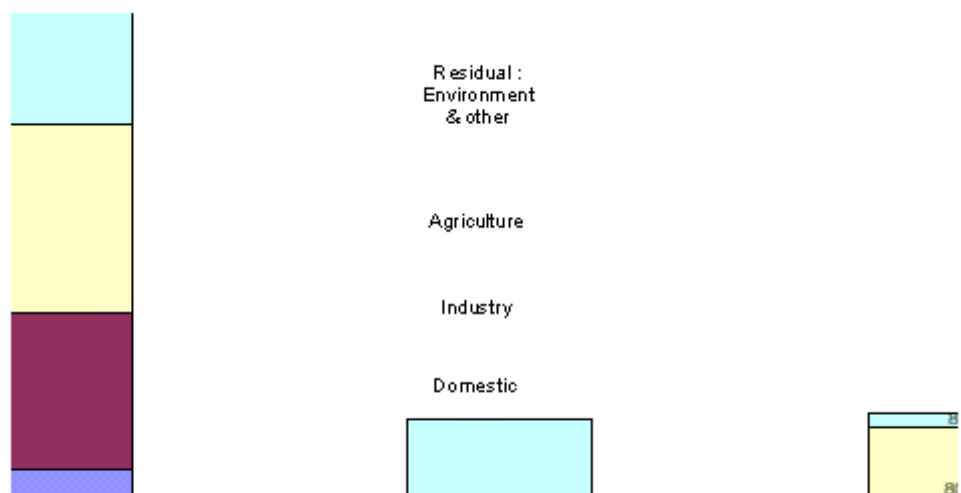 Residual :
Environment
& other
Agriculture
Industry
Domestic